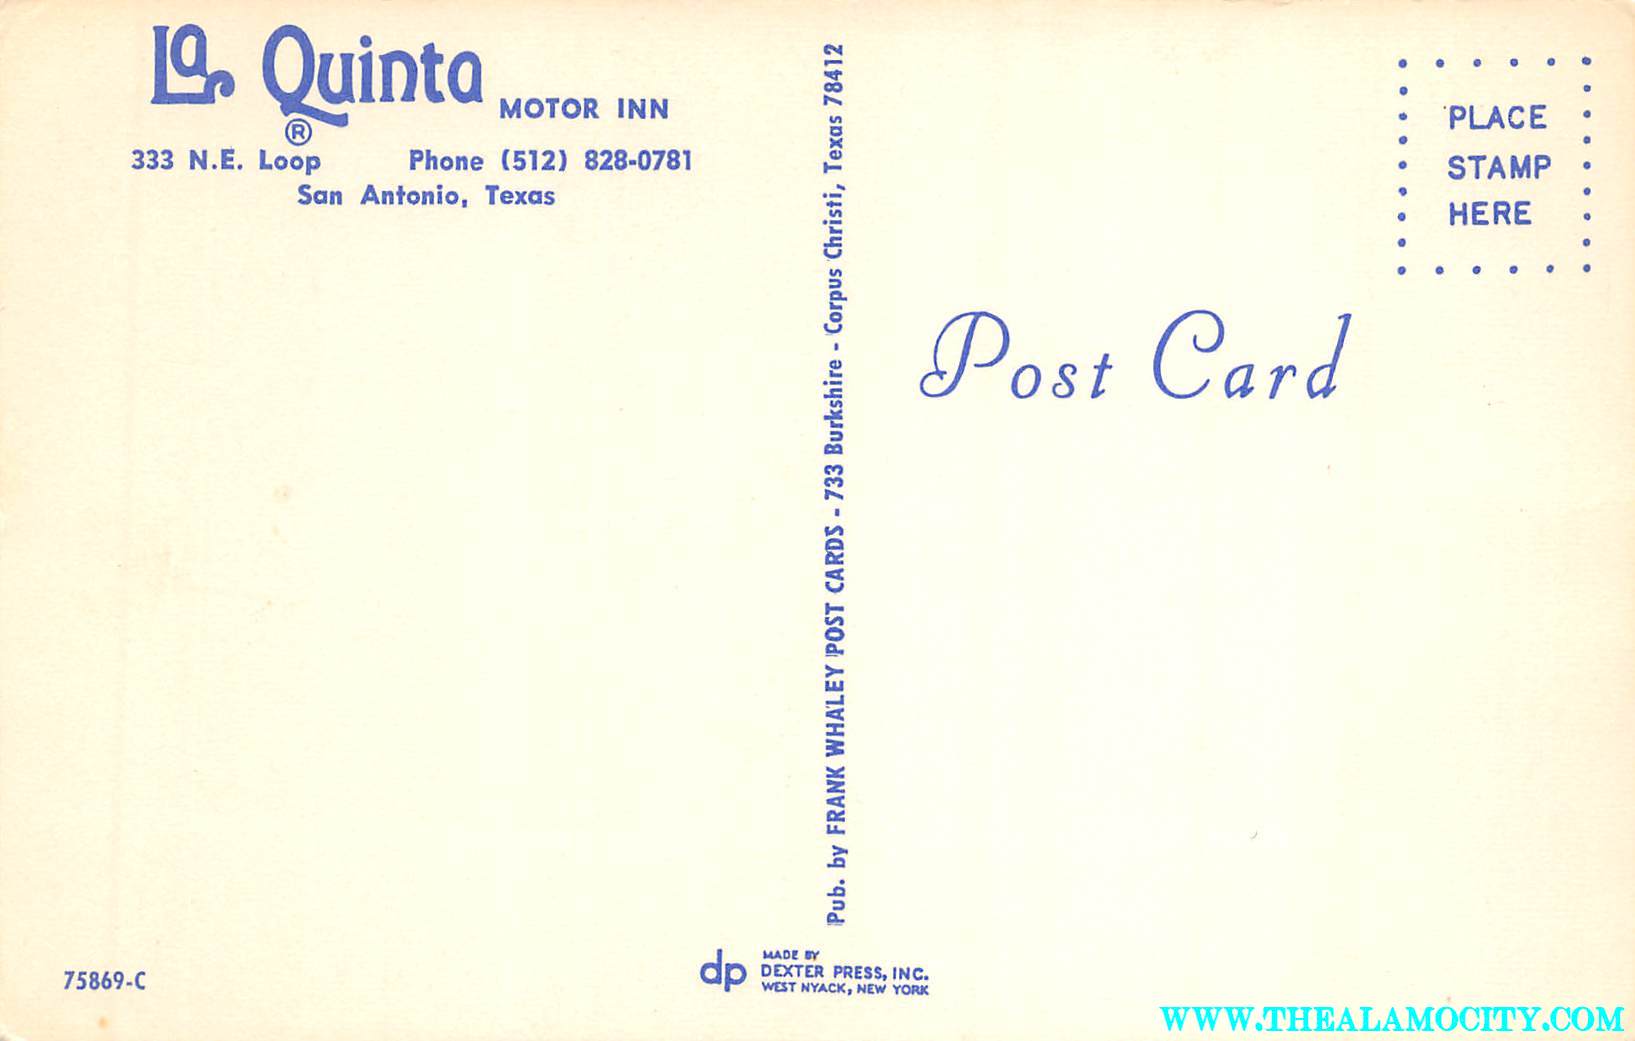 La Quinta ® MOTOR INN
333 N.E. Loop Phone (512) 828-0781
San Antonio, Texas
Pub. by FRANK WHALEY POST CARDS - 733 Burkshire - Corpus Christi, Texas 78412
PLACE
STAMP
HERE
Post Card
75869-C
dp
MADE BY
DEXTER PRESS, INC.
WEST NYACK, NEW YORK
WWW.THEALAMOCITY.COM